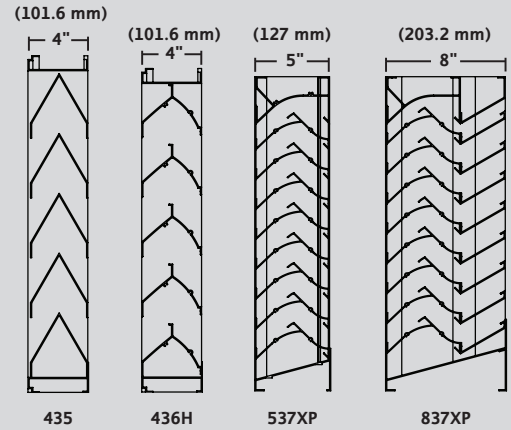 (101.6 mm)
4"
(101.6 mm)
4"
(127 mm)
5"
(203.2 mm)
8"
435
436H
537XP
837XP